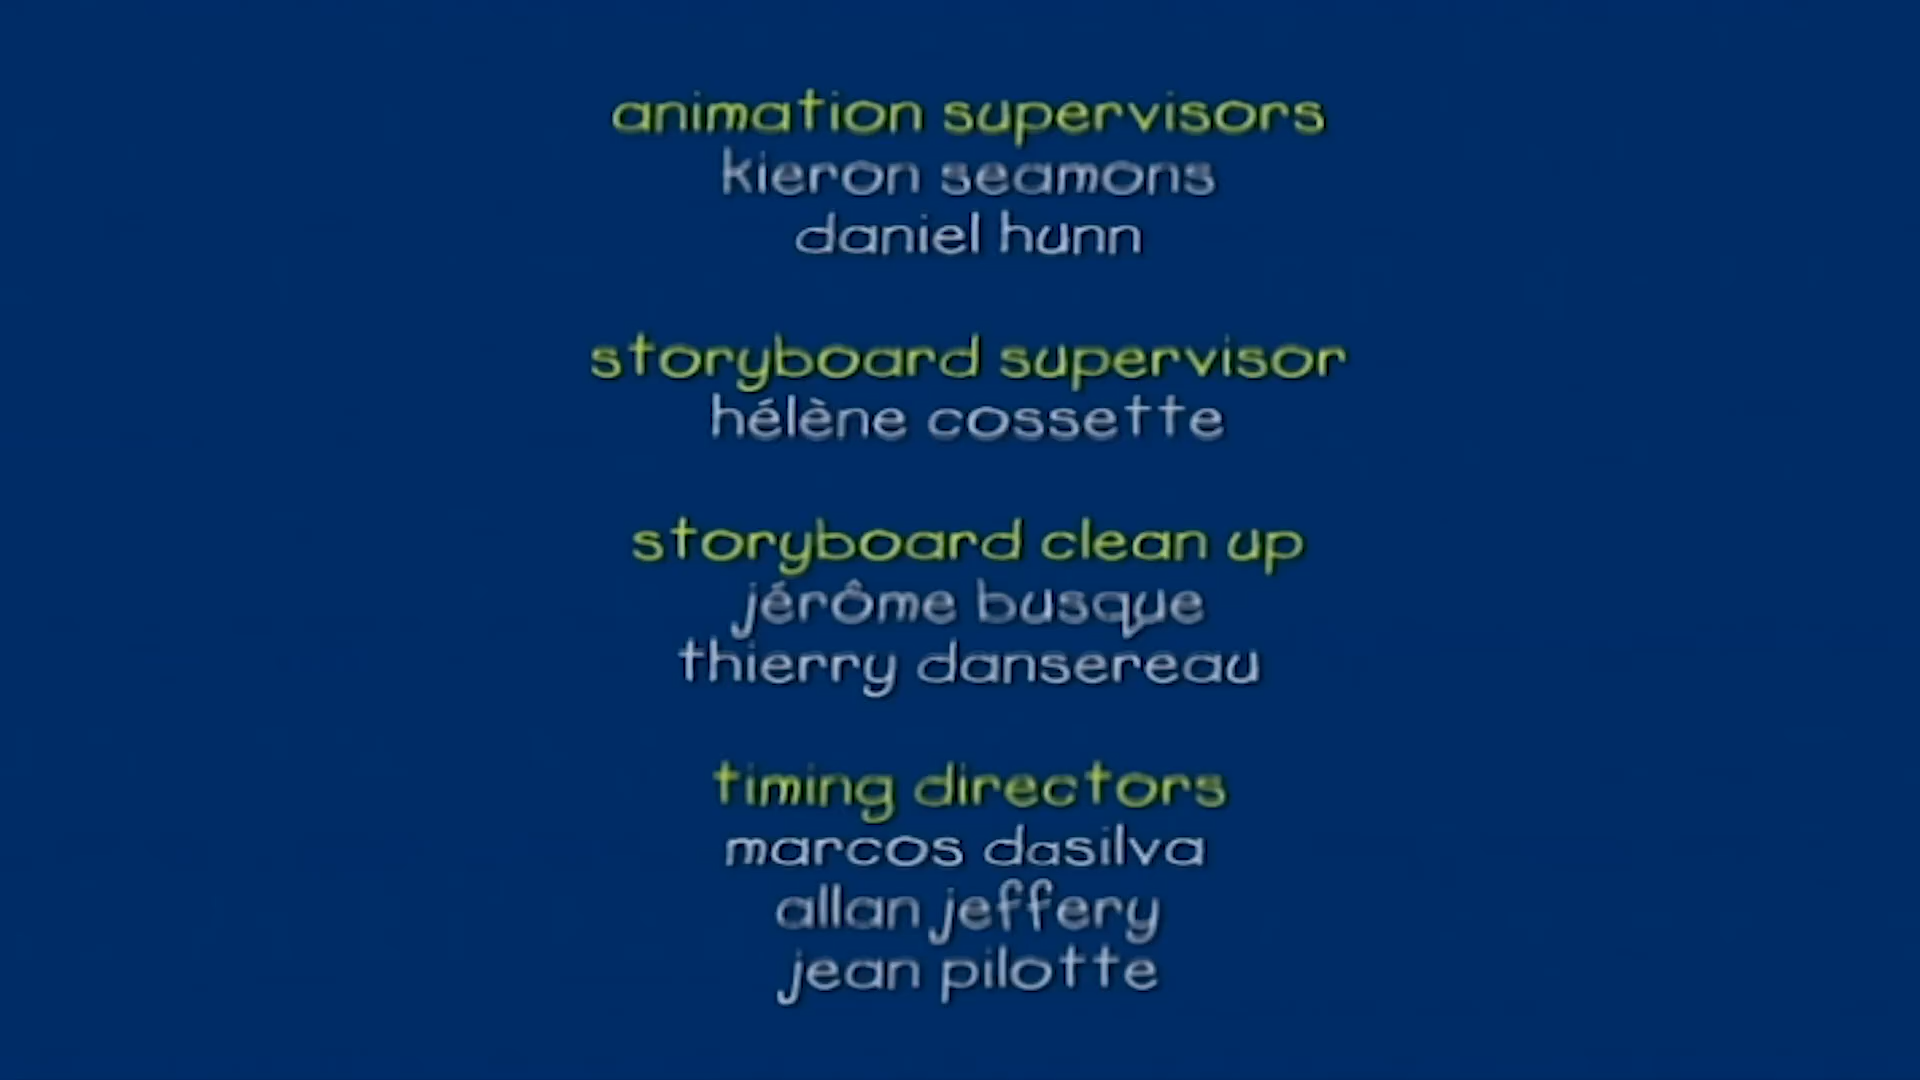 animation supervisors
kieron seamons
daniel hunn
storyboard supervisor
hélène cossette
storyboard clean up
jérôme busque
thierry dansereau
timing directors
marcos dasilva
allan jeffery
jean pilotte